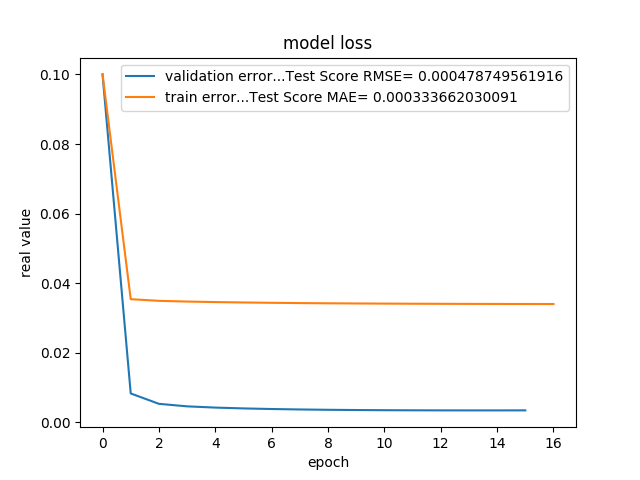 model loss
validation error...Test Score RMSE= 0.000478749561916
train error...Test Score MAE= 0.000333662030091
real value
0.10
0.08
0.06
0.04
0.02
0.00
0 2 4 6 8 10 12 14 16
epoch